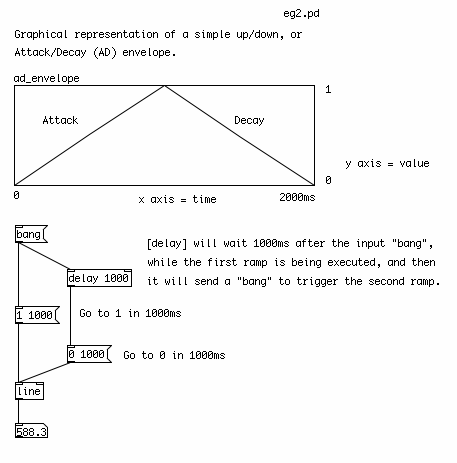 eg2.pd
Graphical representation of a simple up/down, or
Attack/Decay (AD) envelope.
ad_envelope
1
Attack
Decay
y axis = value
0
0
x axis = time
2000ms
bang
[delay] will wait 1000ms after the input "bang",
while the first ramp is being executed, and then
it will send a "bang" to trigger the second ramp.
delay 1000
1 1000
Go to 1 in 1000ms
0 1000
Go to 0 in 1000ms
line
588.3